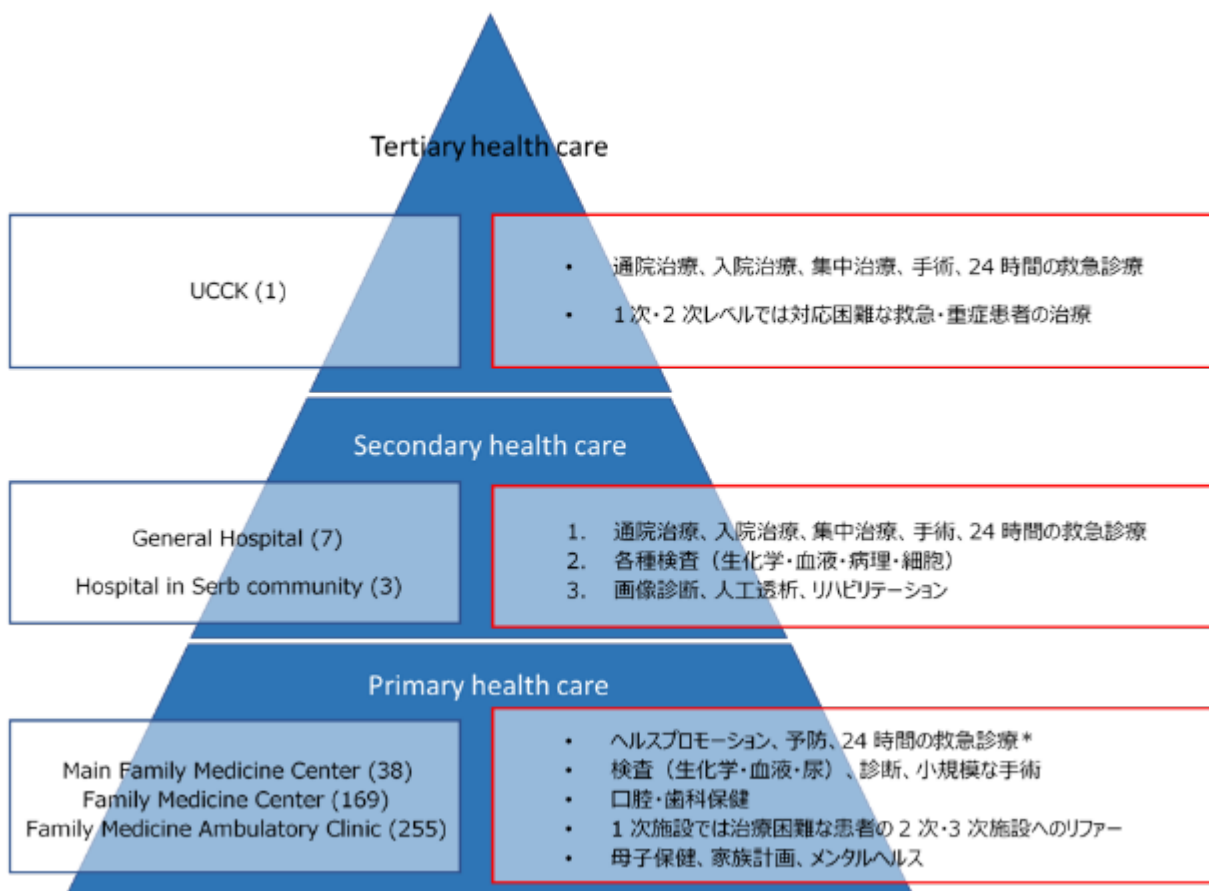 Tertiary health care
UCCK (1)
• 通院治療、入院治療、集中治療、手術、24 時間の救急診療
• 1 次・2 次レベルでは対応困難な救急・重症患者の治療
Secondary health care
General Hospital (7)
Hospital in Serb community (3)
1. 通院治療、入院治療、集中治療、手術、24 時間の救急診療
2. 各種検査（生化学・血液・病理・細胞）
3. 画像診断、人工透析、リハビリテーション
Primary health care
Main Family Medicine Center (38)
Family Medicine Center (169)
Family Medicine Ambulatory Clinic (255)
• ヘルスプロモーション、予防、24 時間の救急診療*
• 検査（生化学・血液・尿）、診断、小規模な手術
• 口腔・歯科保健
• 1 次施設では治療困難な患者の 2 次・3 次施設へのリファー
• 母子保健、家族計画、メンタルヘルス